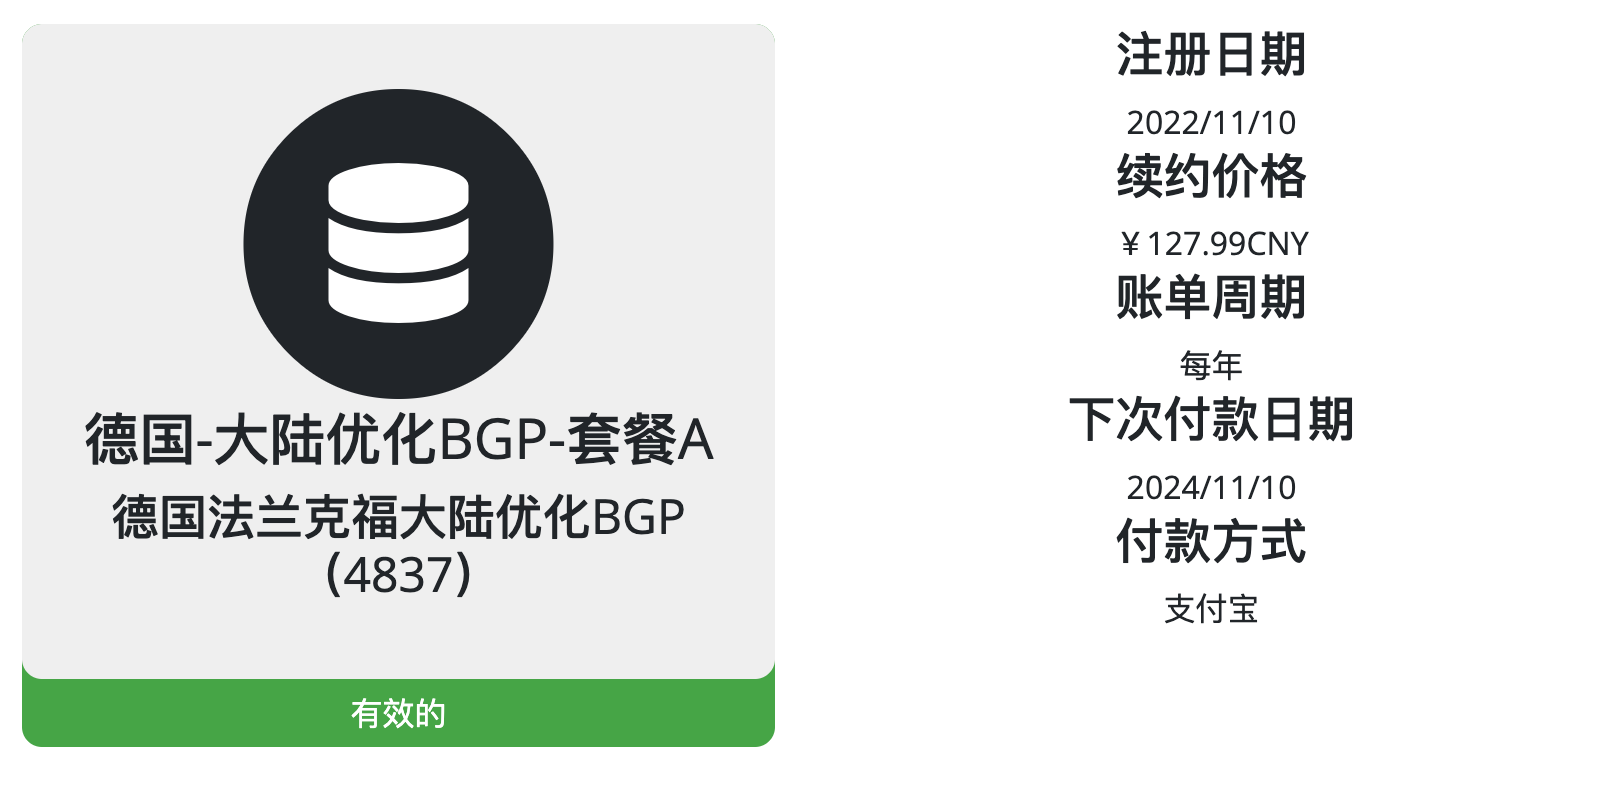 德国-大陆优化BGP-套餐A
德国法兰克福大陆优化BGP
(4837)
有效的
注册日期
2022/11/10
续约价格
￥127.99CNY
账单周期
每年
下次付款日期
2024/11/10
付款方式
支付宝